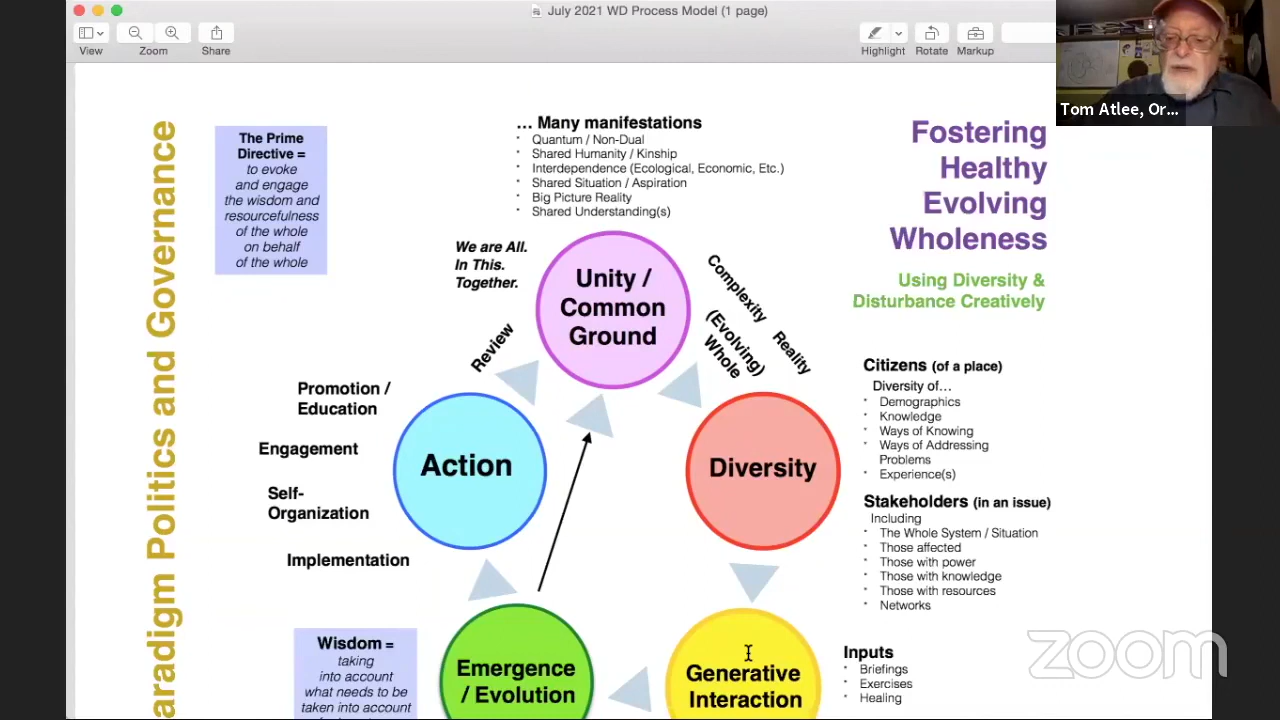 July 2021 WD Process Model (1 page)
View
Zoom
Share
Highlight
Rotate
Markup
Tom Atlee, Or...
aradigm Politics and Governance
The Prime
Directive =
to evoke
and engage
the wisdom and
resourcefulness
of the whole
on behalf
of the whole
... Many manifestations
Quantum / Non-Dual
Shared Humanity / Kinship
Interdependence (Ecological, Economic, Etc.)
Shared Situation / Aspiration
Big Picture Reality
Shared Understanding(s)
Fostering
Healthy
Evolving
Wholeness
Using Diversity &
Disturbance Creatively
We are All.
In This.
Together.
Unity /
Common
Ground
Complexity
Reality
(Evolving)
Whole
Review
Promotion /
Education
Engagement
Self-
Organization
Implementation
Action
Diversity
Citizens (of a place)
Diversity of...
Demographics
Knowledge
Ways of Knowing
Ways of Addressing
Problems
Experience(s)
Stakeholders (in an issue)
Including
The Whole System / Situation
Those affected
Those with power
Those with knowledge
Those with resources
Networks
Wisdom =
taking
into account
what needs to be
taken into account
Emergence
/ Evolution
Generative
Interaction
Inputs
Briefings
Exercises
Healing
zoom